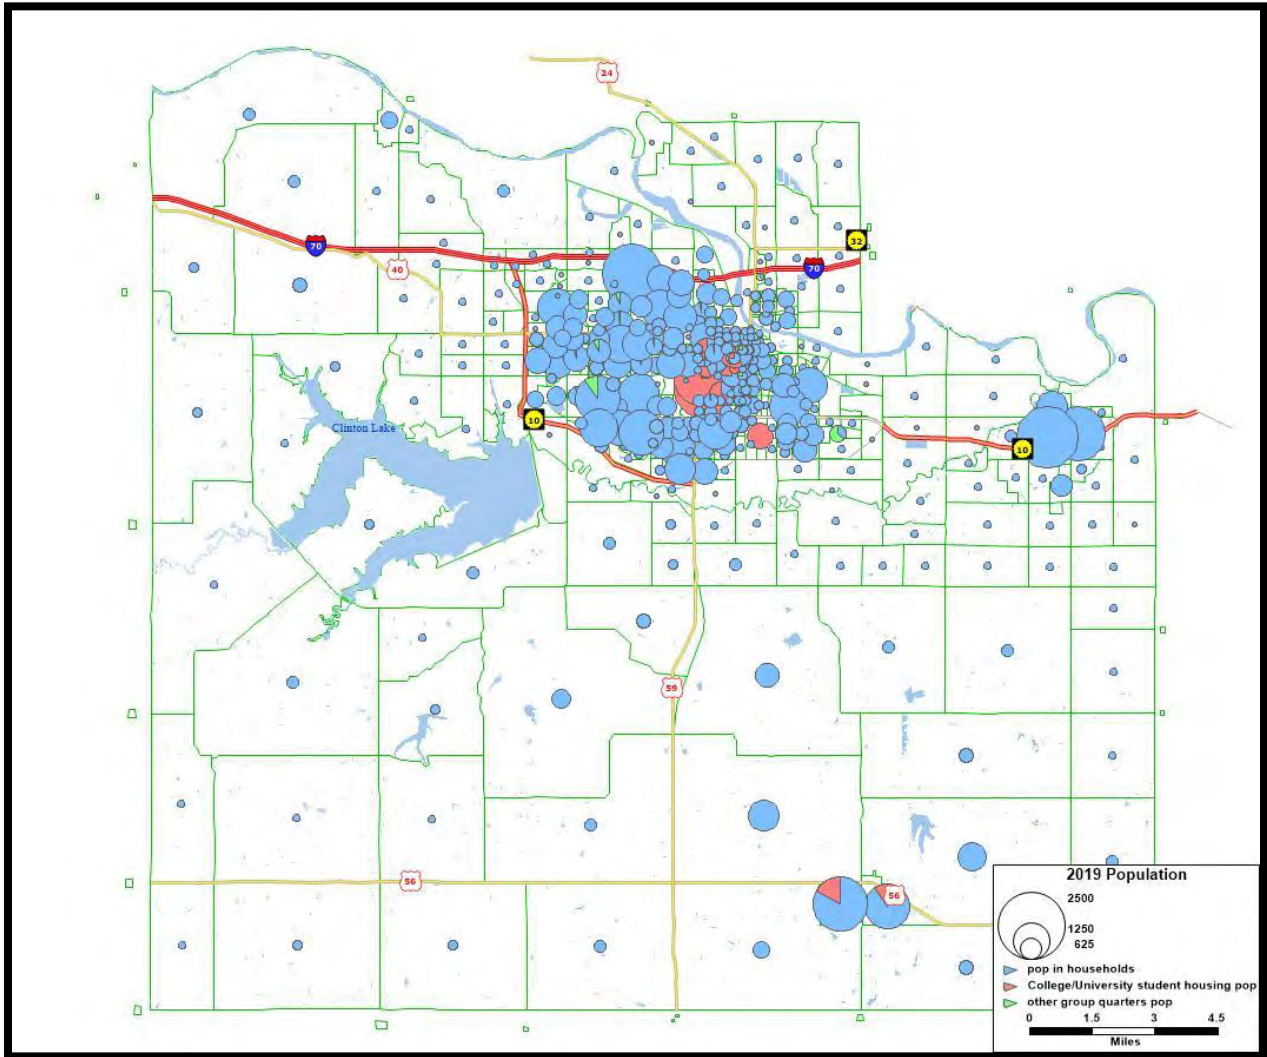 24
32
70
70
40
Clinton Lake
10
10
59
56
56
2019 Population
2500
1250
625
pop in households
College/University student housing pop
other group quarters pop
0 1.5 3 4.5
Miles